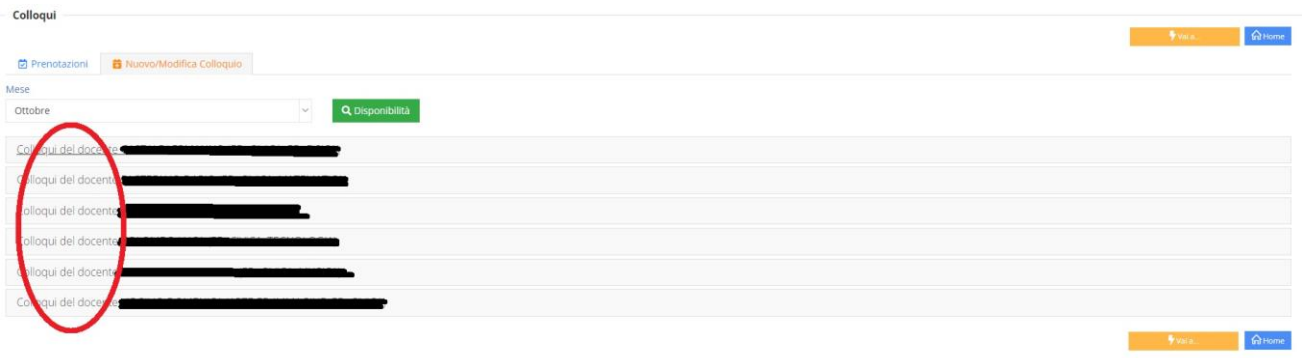 Colloqui
Vai a... Home
Prenotazioni Nuovo/Modifica Colloquio
Mese
Ottobre Disponibilità
Colloqui del docente
Colloqui del docente
Colloqui del docente
Colloqui del docente
Colloqui del docente
Colloqui del docente
Vai a... Home